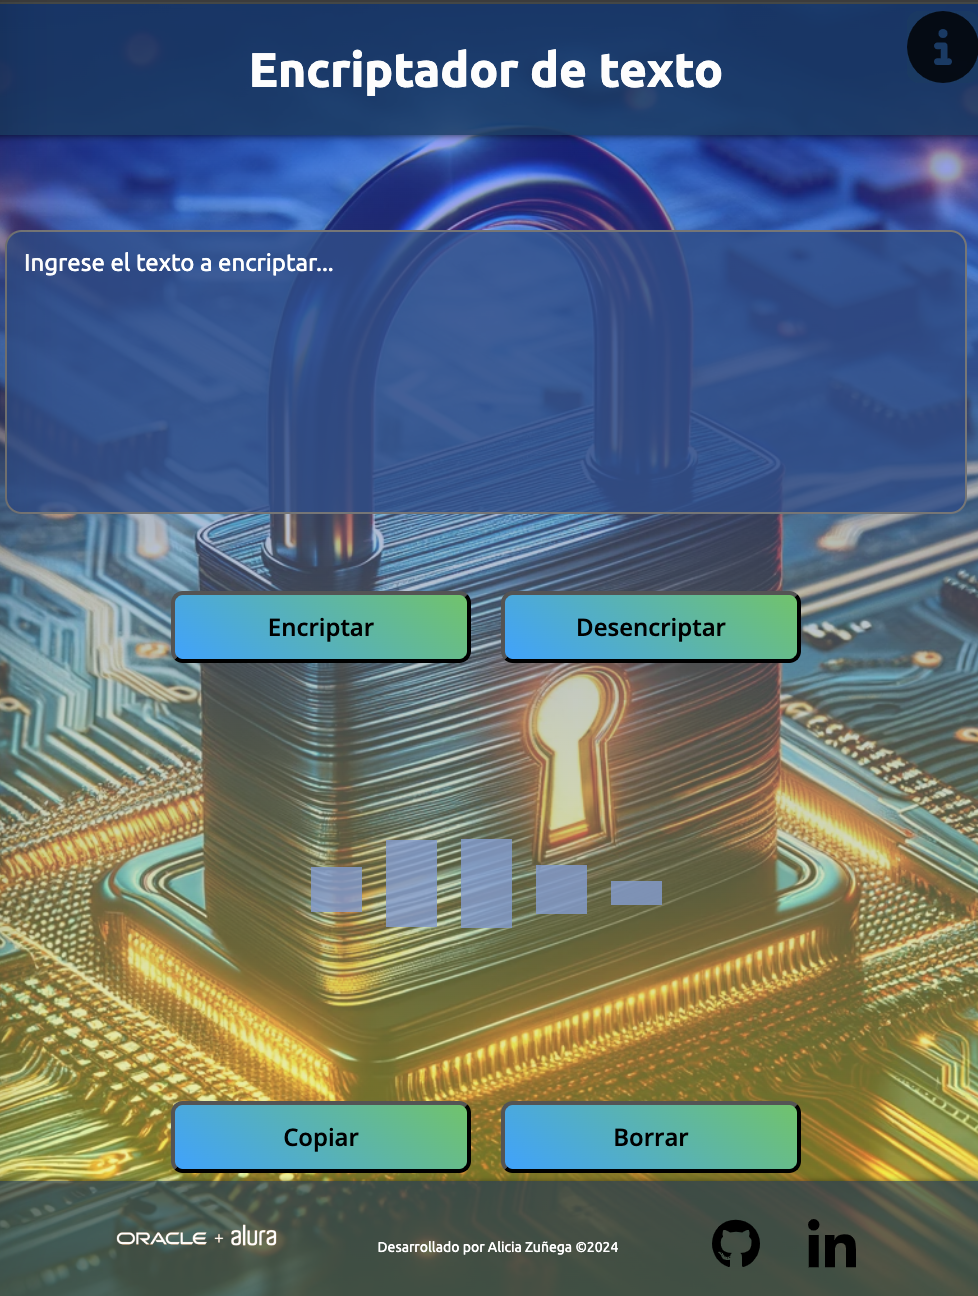 Encriptador de texto
Ingrese el texto a encriptar...
Encriptar
Desencriptar
Copiar
Borrar
ORACLE + alura
Desarrollado por Alicia Zuñega ©2024
in